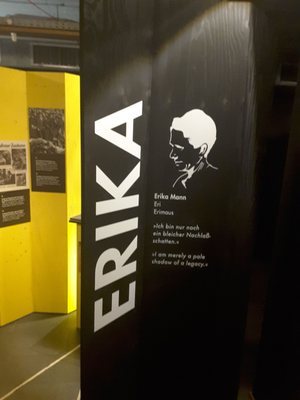 ERIKA
Erika Mann
Eri
Erimaus
»Ich bin nur noch
ein bleicher Nachlaß-
schatten.«
»I am merely a pale
shadow of a legacy.«